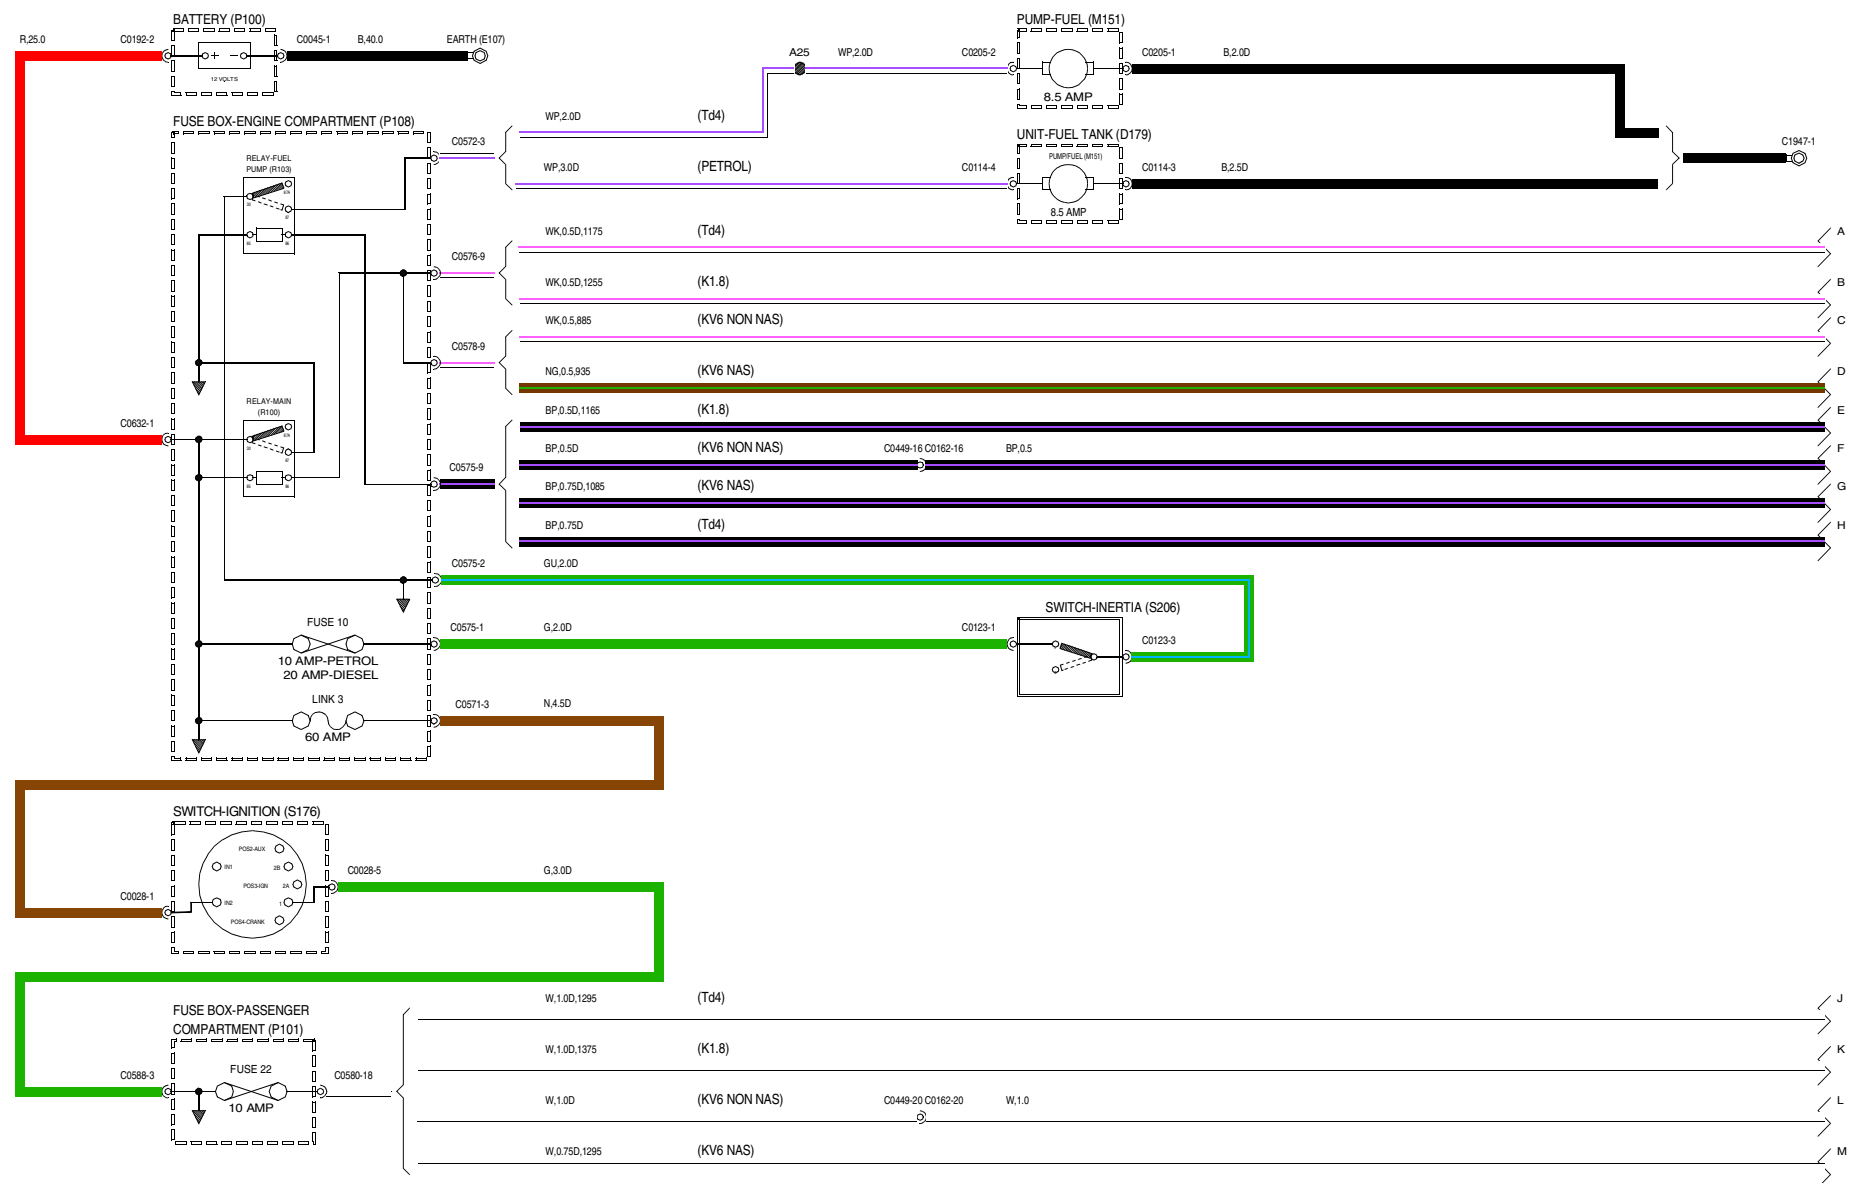 BATTERY (P100)
R,25.0
C0192-2
C0045-1
B,40.0
EARTH (E107)
+ −
12 VOLTS
PUMP-FUEL (M151)
A25
WP,2.0D
C0205-2
C0205-1
B,2.0D
8.5 AMP
FUSE BOX-ENGINE COMPARTMENT (P108)
WP,2.0D
(Td4)
C0572-3
UNIT-FUEL TANK (D179)
C1947-1
RELAY-FUEL
PUMP (R103)
PUMP/FUEL (M151)
WP,3.0D
(PETROL)
C0114-4
C0114-3
B,2.5D
87A
30
87
8.5 AMP
85
86
WK,0.5D,1175
(Td4)
A
C0576-9
WK,0.5D,1255
(K1.8)
B
WK,0.5,885
(KV6 NON NAS)
C
C0578-9
NG,0.5,935
(KV6 NAS)
D
RELAY-MAIN
(R100)
BP,0.5D,1165
(K1.8)
E
C0632-1
87A
30
87
BP,0.5D
(KV6 NON NAS)
C0449-16 C0162-16
BP,0.5
F
C0575-9
85
86
BP,0.75D,1085
(KV6 NAS)
G
BP,0.75D
(Td4)
H
C0575-2
GU,2.0D
SWITCH-INERTIA (S206)
FUSE 10
C0575-1
G,2.0D
C0123-1
C0123-3
10 AMP-PETROL
20 AMP-DIESEL
LINK 3
C0571-3
N,4.5D
60 AMP
SWITCH-IGNITION (S176)
POS2-AUX
IN1
2B
C0028-5
G,3.0D
POS3-IGN
2A
C0028-1
IN2
1
POS4-CRANK
W,1.0D,1295
(Td4)
J
FUSE BOX-PASSENGER
COMPARTMENT (P101)
W,1.0D,1375
(K1.8)
K
FUSE 22
C0588-3
C0580-18
10 AMP
W,1.0D
(KV6 NON NAS)
C0449-20 C0162-20
W,1.0
L
W,0.75D,1295
(KV6 NAS)
M